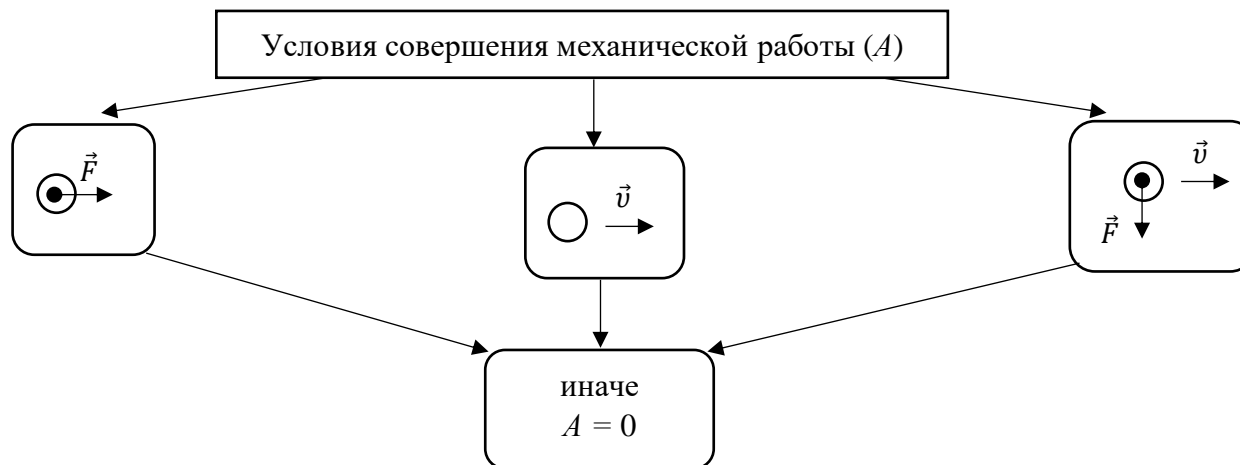 Условия совершения механической работы (A)
F⃗
υ⃗
υ⃗
F⃗
иначе
A = 0